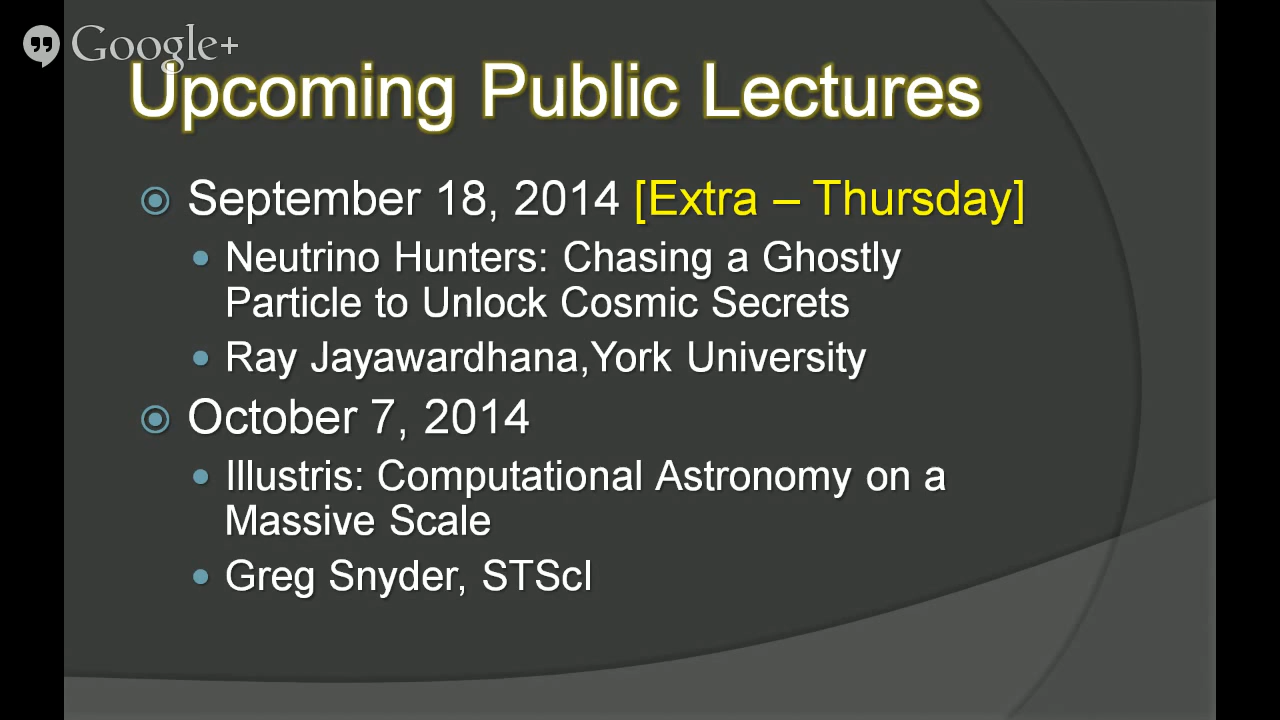 Google+
Upcoming Public Lectures
September 18, 2014 [Extra – Thursday]
Neutrino Hunters: Chasing a Ghostly
Particle to Unlock Cosmic Secrets
Ray Jayawardhana,York University
October 7, 2014
Illustris: Computational Astronomy on a
Massive Scale
Greg Snyder, STScI